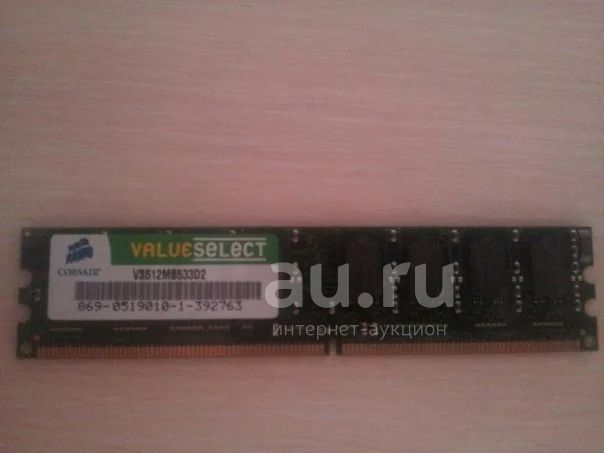 VALUESELECT
CORSAIR
VS512MB533D2
869-0519010-1-392763
au.ru
интернет-аукцион